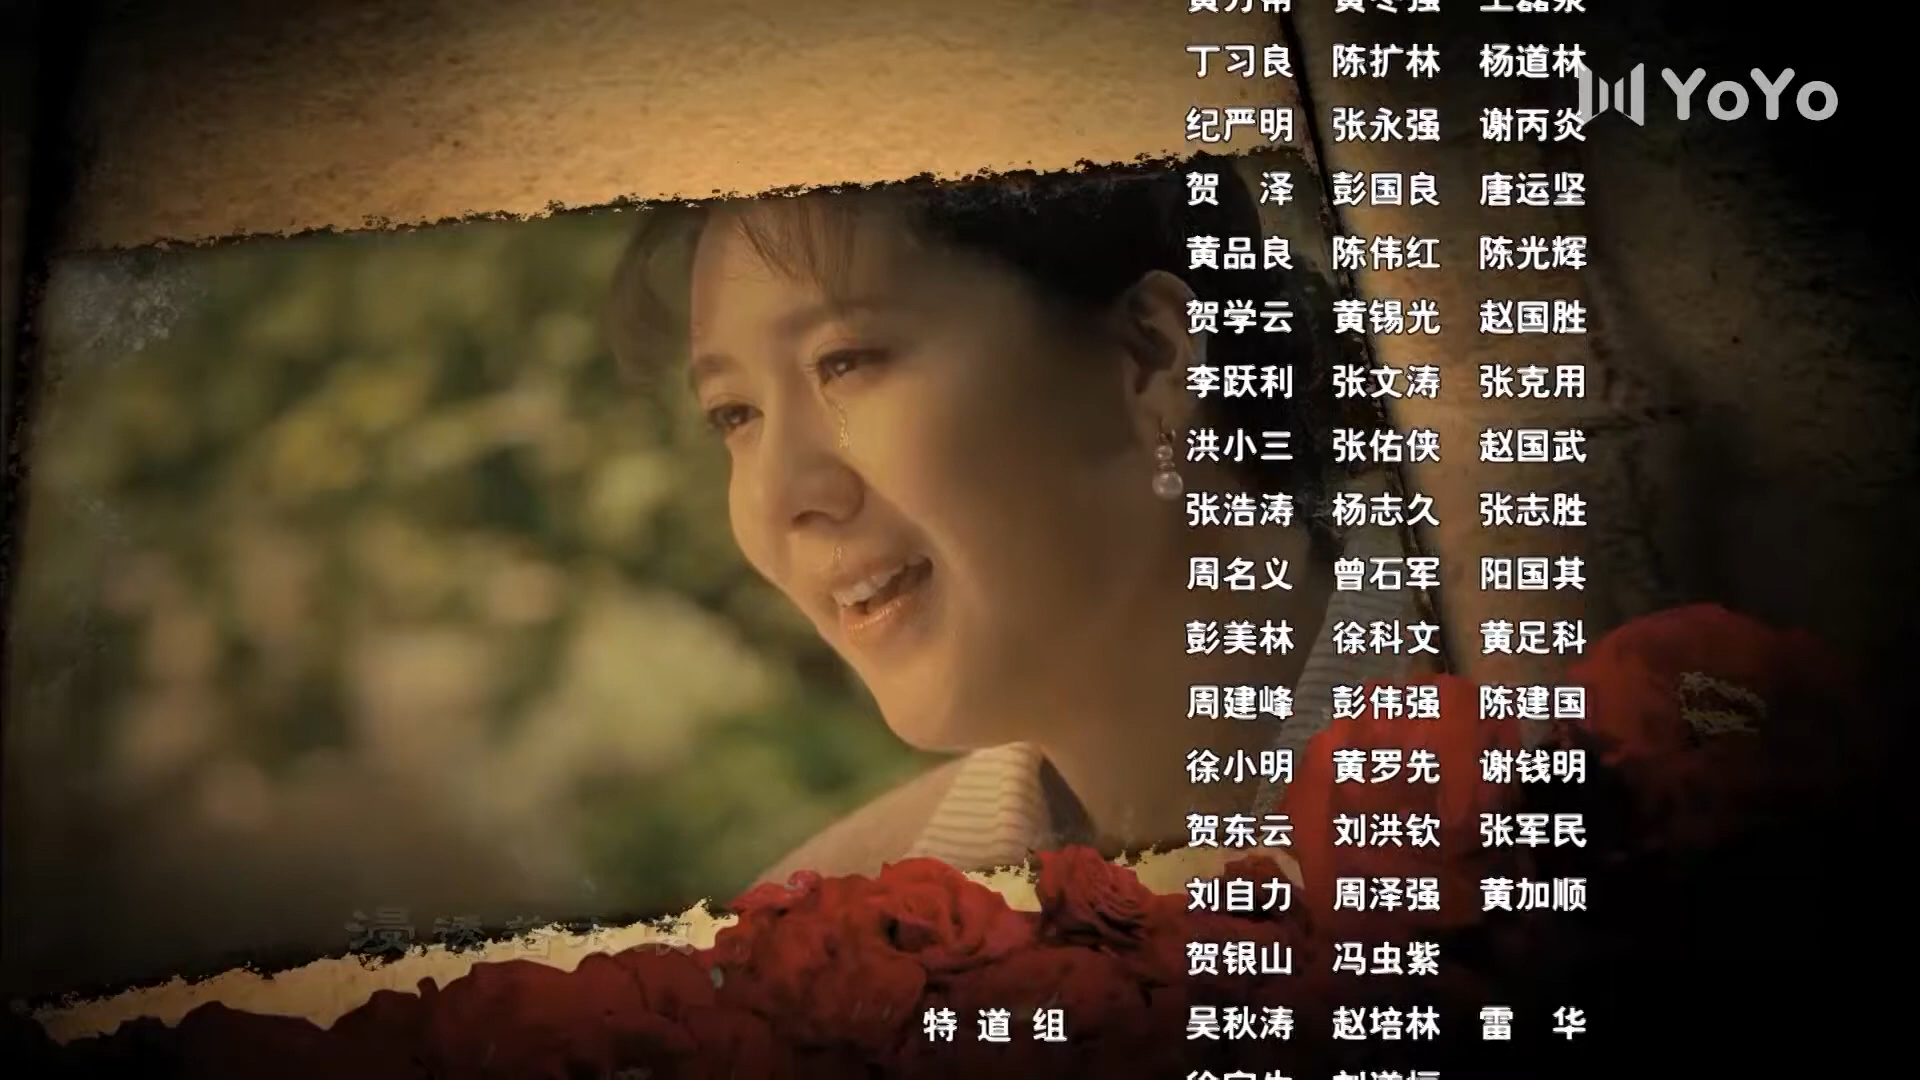 丁习良 陈扩林 杨道林
YoYo
纪严明 张永强 谢丙炎
贺 泽 彭国良 唐运坚
黄品良 陈伟红 陈光辉
贺学云 黄锡光 赵国胜
李跃利 张文涛 张克用
洪小三 张佑侠 赵国武
张浩涛 杨志久 张志胜
周名义 曾石军 阳国其
彭美林 徐科文 黄足科
周建峰 彭伟强 陈建国
徐小明 黄罗先 谢钱明
贺东云 刘洪钦 张军民
刘自力 周泽强 黄加顺
贺银山 冯虫紫
特道组 吴秋涛 赵培林 雷 华